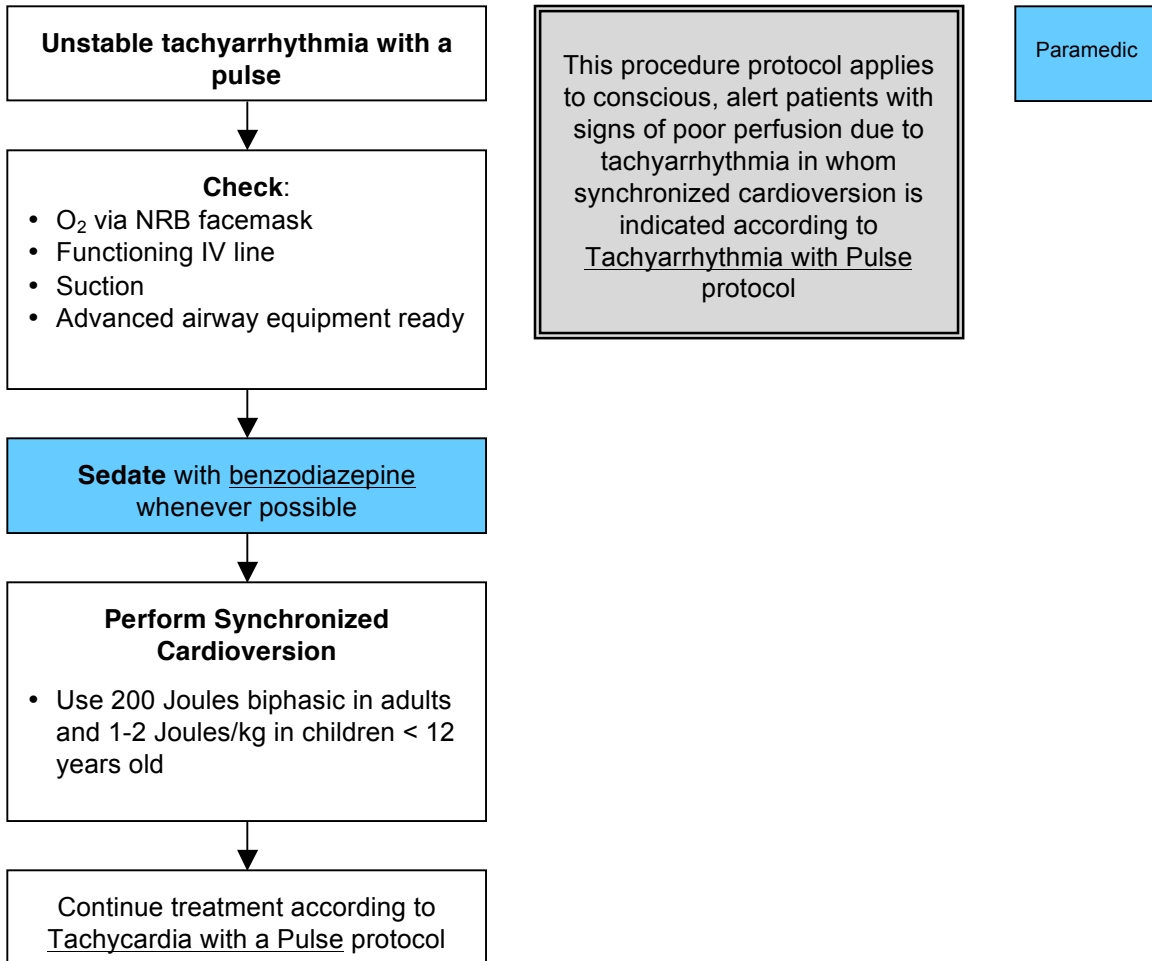 Unstable tachyarrhythmia with a
pulse
Check:
• O₂ via NRB facemask
• Functioning IV line
• Suction
• Advanced airway equipment ready
Sedate with benzodiazepine
whenever possible
Perform Synchronized
Cardioversion
• Use 200 Joules biphasic in adults
and 1-2 Joules/kg in children < 12
years old
Continue treatment according to
Tachycardia with a Pulse protocol
This procedure protocol applies
to conscious, alert patients with
signs of poor perfusion due to
tachyarrhythmia in whom
synchronized cardioversion is
indicated according to
Tachyarrhythmia with Pulse
protocol
Paramedic